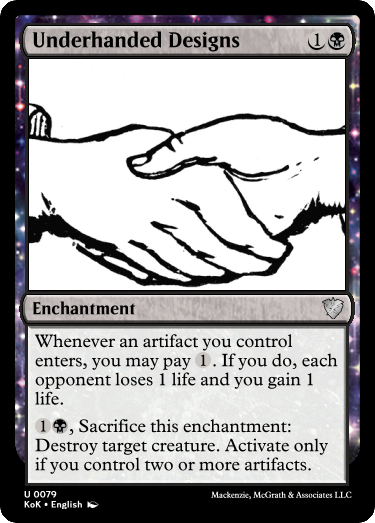 Underhanded Designs 1
Enchantment
Whenever an artifact you control
enters, you may pay 1. If you do, each
opponent loses 1 life and you gain 1
life.
1, Sacrifice this enchantment:
Destroy target creature. Activate only
if you control two or more artifacts.
U 0079
KoK • English
Mackenzie, McGrath & Associates LLC